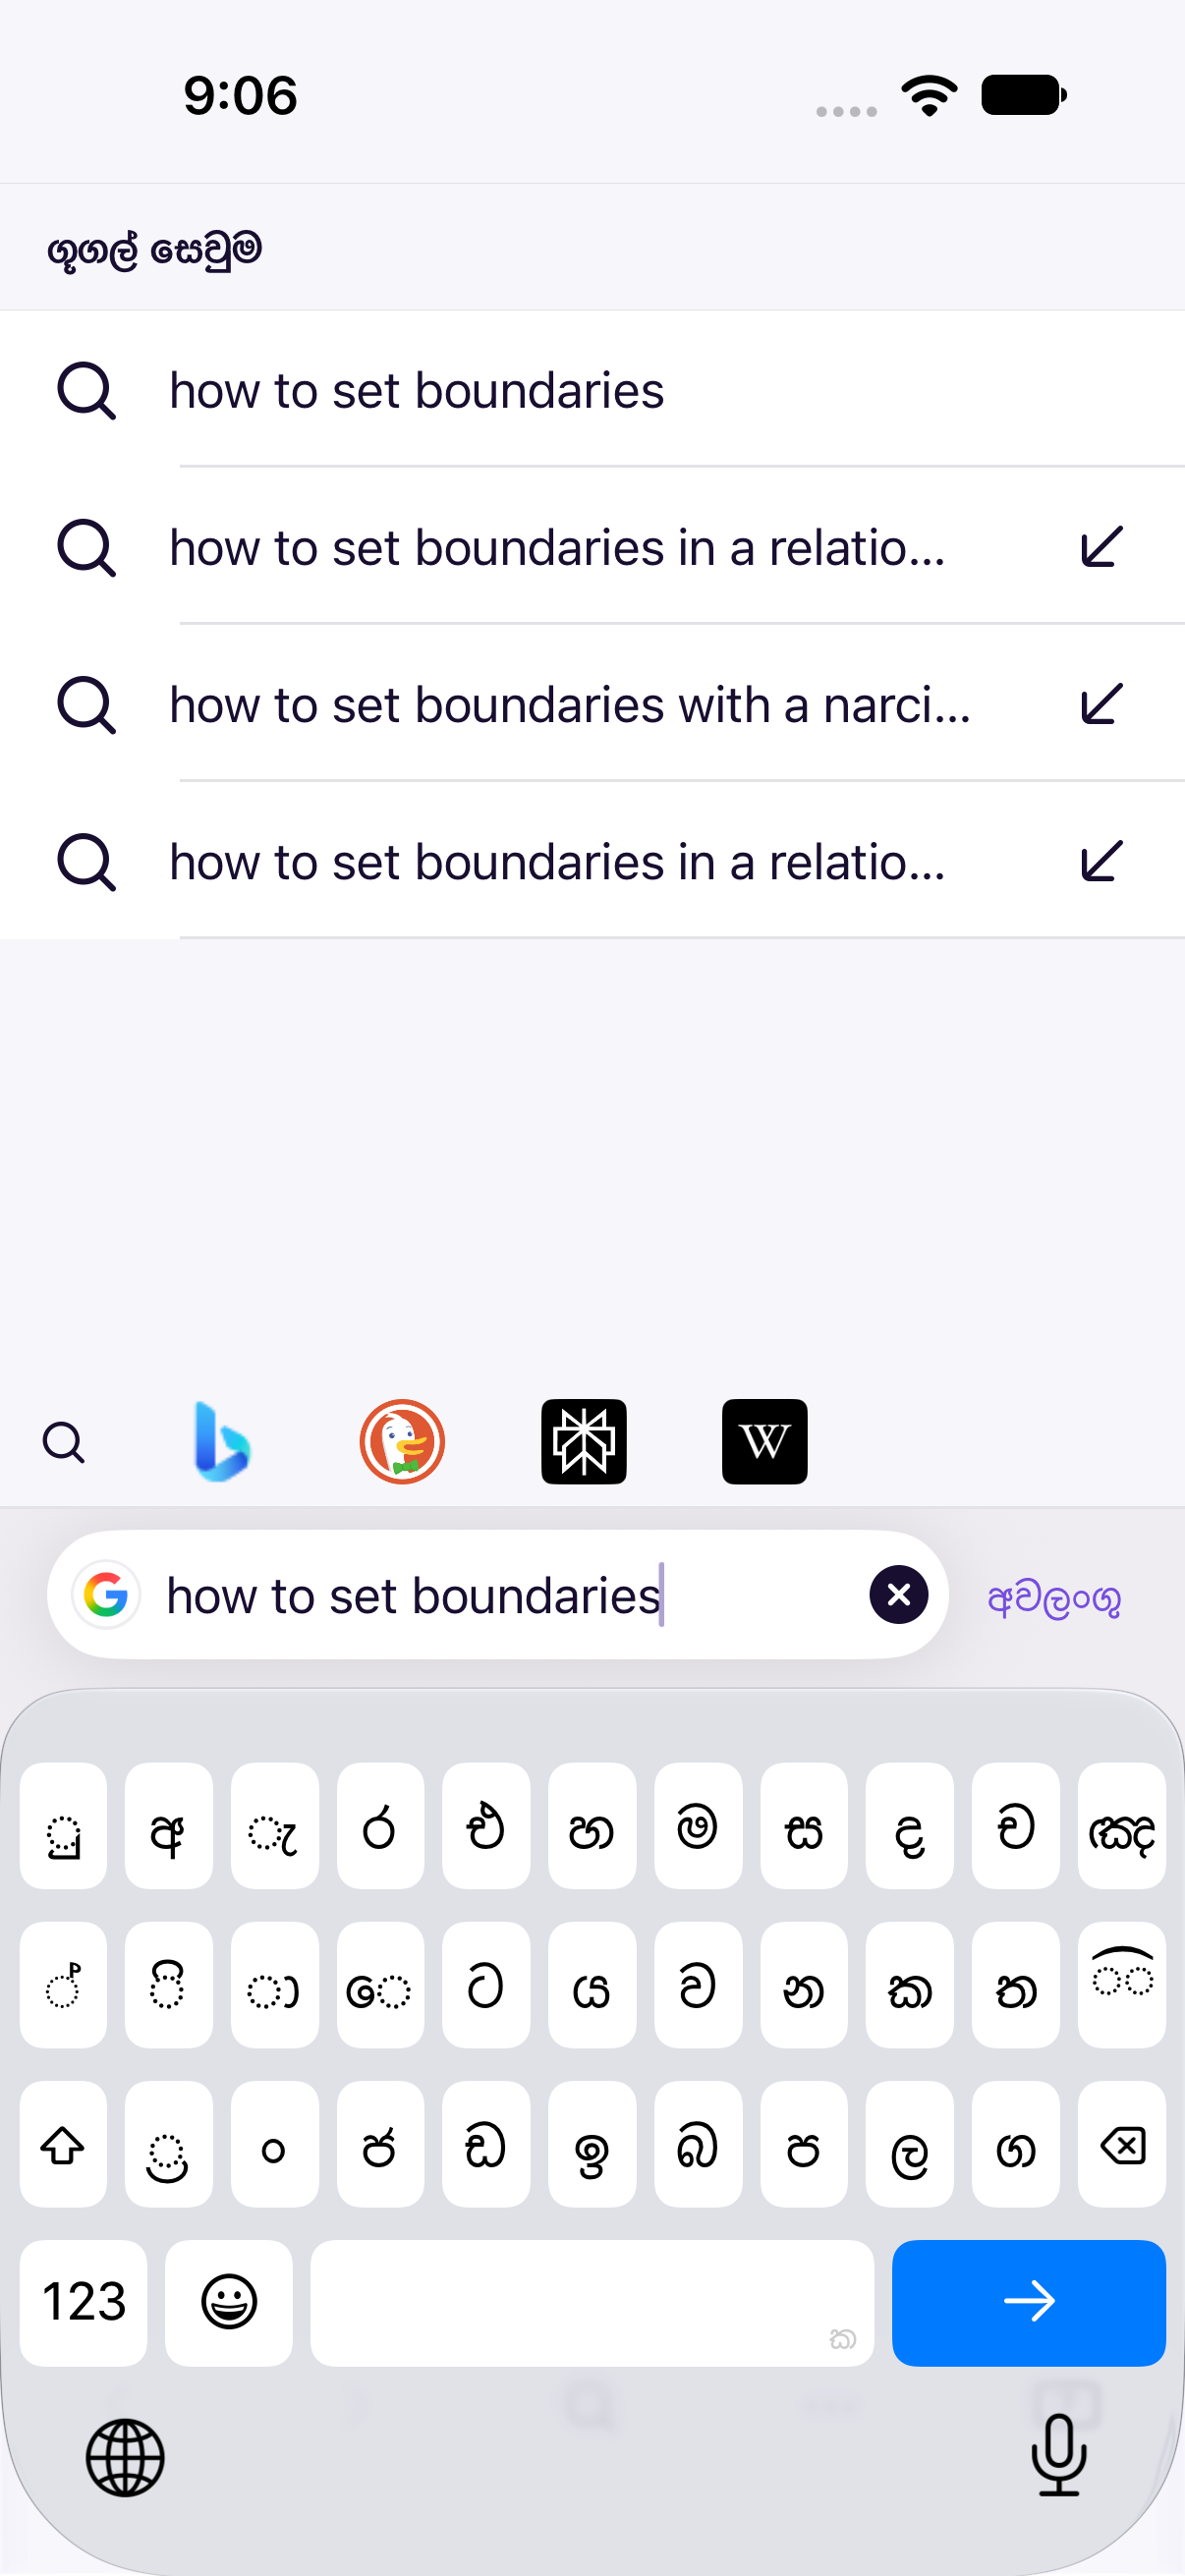 9:06
ගූගල් සෙවුම
how to set boundaries
how to set boundaries in a relatio...
how to set boundaries with a narci...
how to set boundaries in a relatio...
W
how to set boundaries
අවලංගු
ු අ ැ ර එ හ ම ස ද ච ඤ
් ි ා ෙ ට ය ව න ක ත
ං ජ ඩ ඉ බ ප ල ග
123
ක